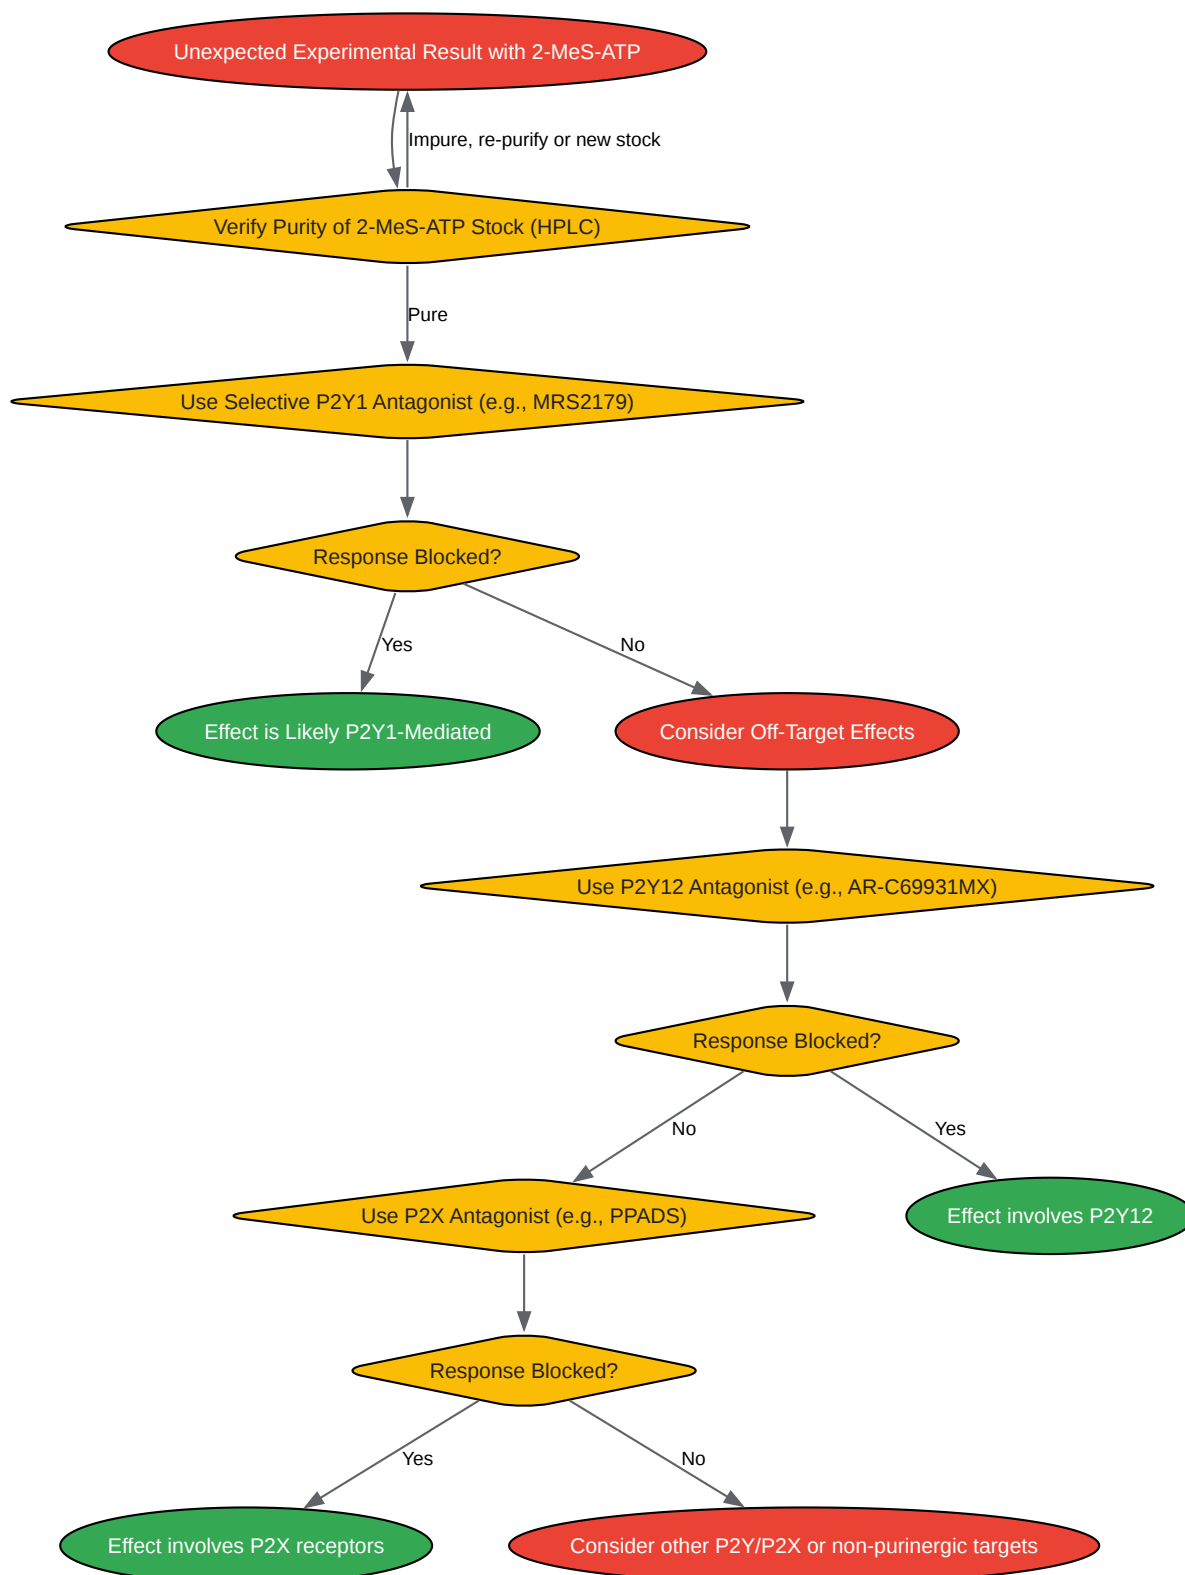 Unexpected Experimental Result with 2-MeS-ATP
Impure, re-purify or new stock
Verify Purity of 2-MeS-ATP Stock (HPLC)
Pure
Use Selective P2Y1 Antagonist (e.g., MRS2179)
Response Blocked?
Yes
No
Effect is Likely P2Y1-Mediated
Consider Off-Target Effects
Use P2Y12 Antagonist (e.g., AR-C69931MX)
Response Blocked?
No
Yes
Use P2X Antagonist (e.g., PPADS)
Effect involves P2Y12
Response Blocked?
Yes
No
Effect involves P2X receptors
Consider other P2Y/P2X or non-purinergic targets